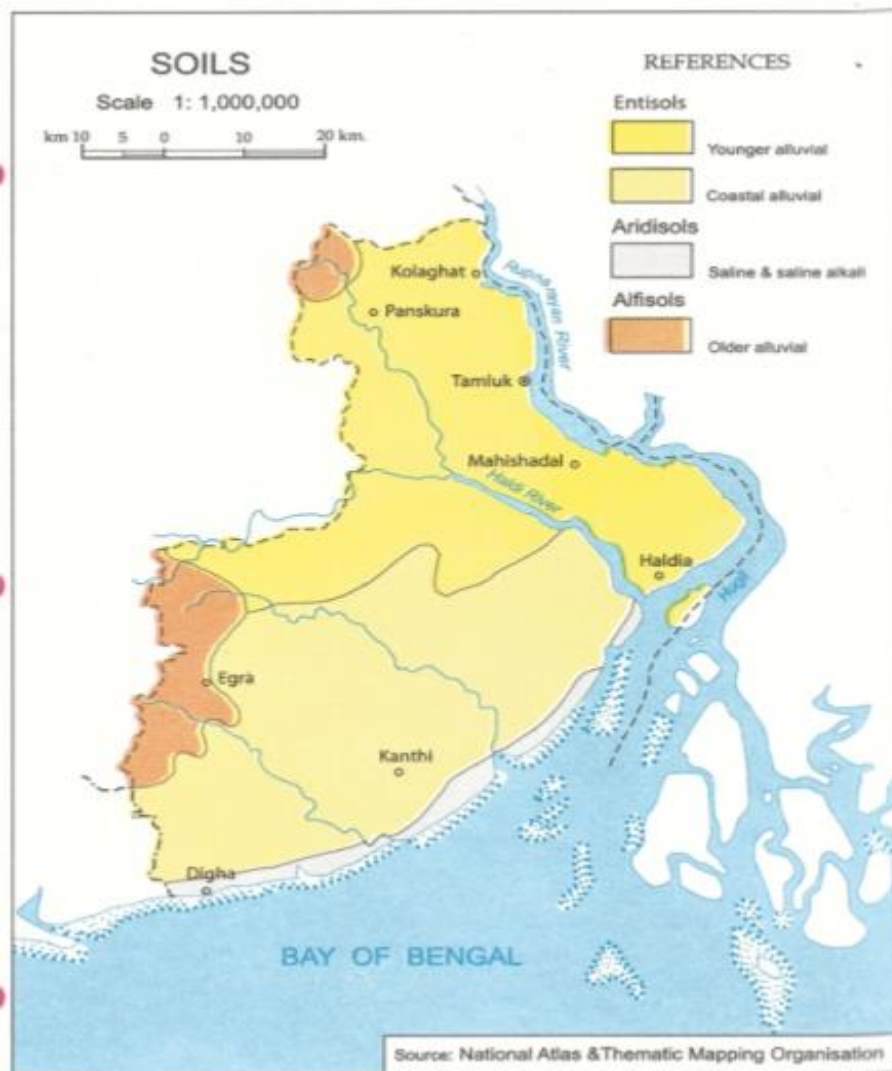 SOILS
Scale 1: 1,000,000
km 10 5 0 10 20 km.
REFERENCES
Entisols
Younger alluvial
Coastal alluvial
Aridisols
Saline & saline alkali
Alfisols
Older alluvial
Kolaghat
Rupnarayan River
Panskura
Tamluk
Mahishadal
Haldi River
Haldia
Hugli
Egra
Kanthi
Digha
BAY OF BENGAL
Source: National Atlas & Thematic Mapping Organisation